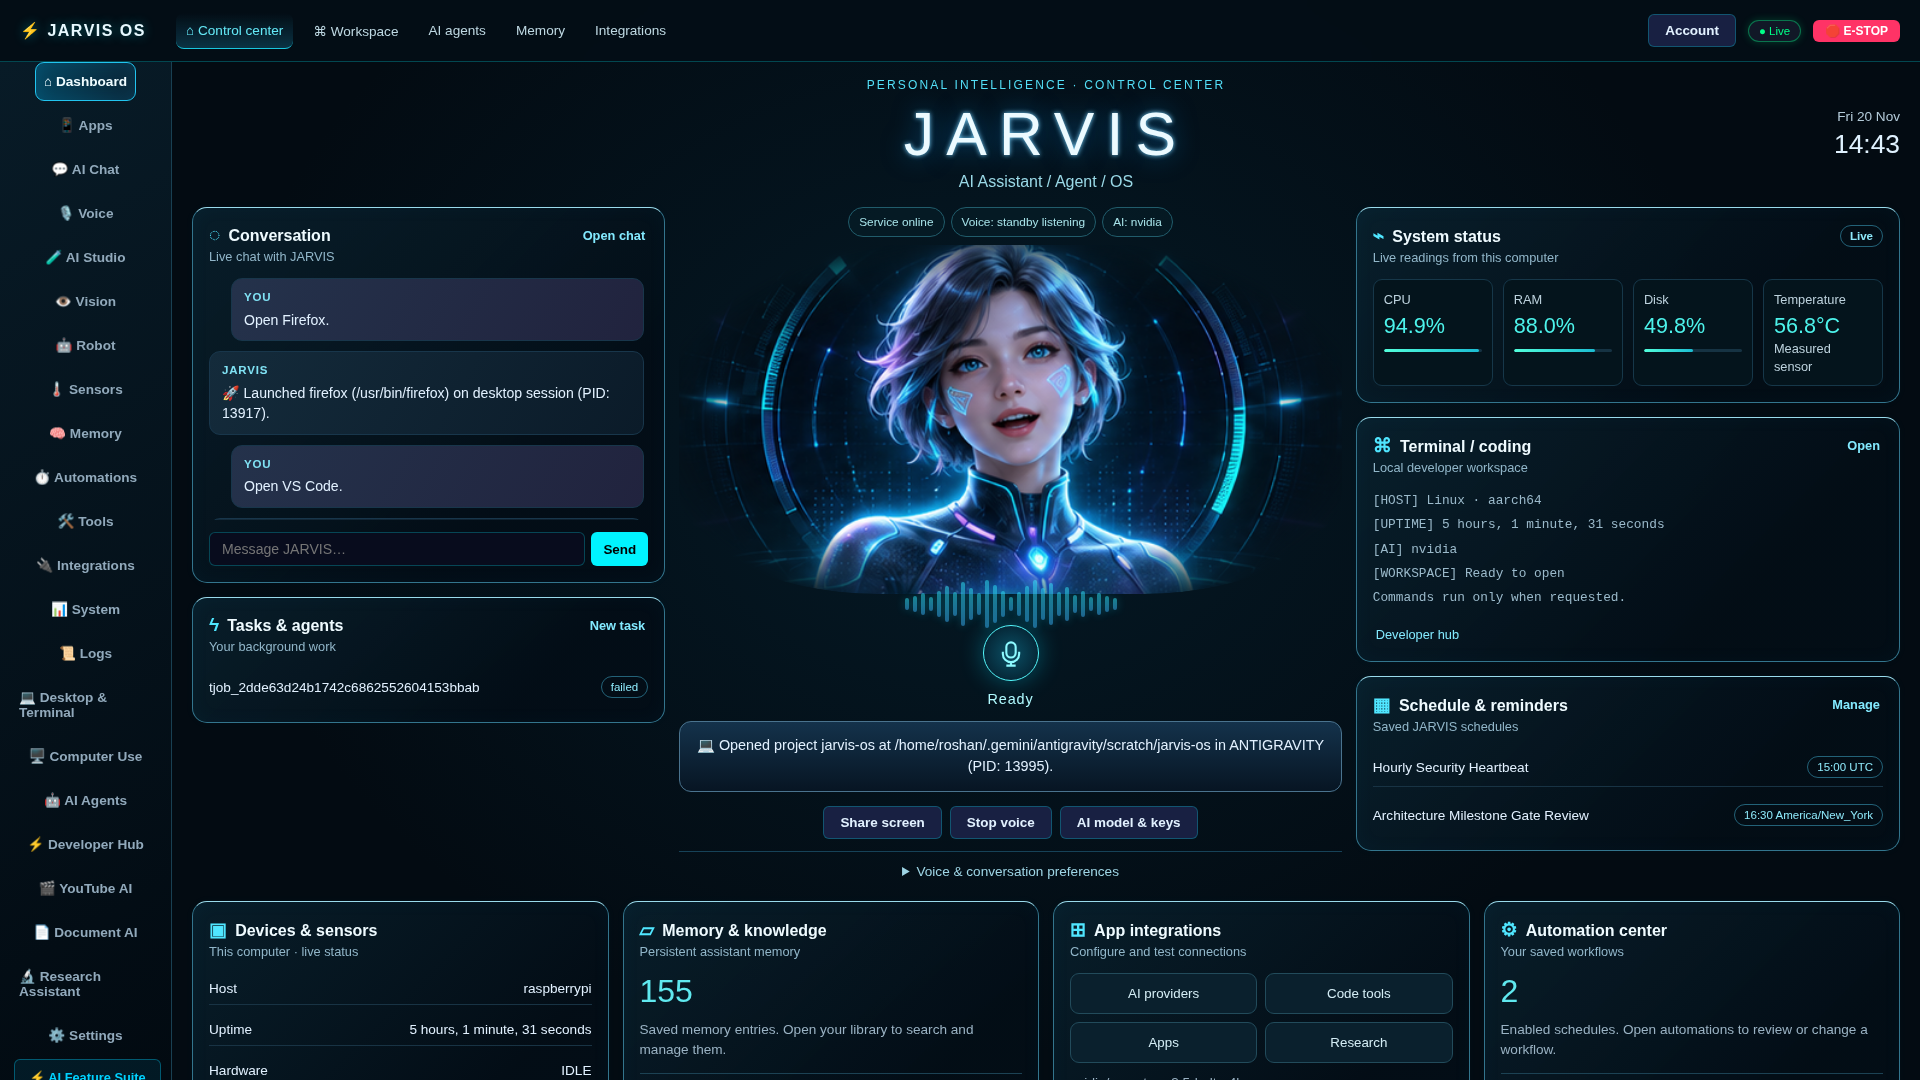 ⚡ JARVIS OS
⌂ Control center
⌘ Workspace
AI agents
Memory
Integrations
Account
● Live
E-STOP
⌂ Dashboard
Apps
AI Chat
Voice
AI Studio
Vision
Robot
Sensors
Memory
Automations
Tools
Integrations
System
Logs
Desktop &
Terminal
Computer Use
AI Agents
Developer Hub
YouTube AI
Document AI
Research
Assistant
Settings
AI Feature Suite
PERSONAL INTELLIGENCE · CONTROL CENTER
JARVIS
AI Assistant / Agent / OS
Fri 20 Nov
14:43
Conversation
Open chat
Live chat with JARVIS
YOU
Open Firefox.
JARVIS
🚀 Launched firefox (/usr/bin/firefox) on desktop session (PID:
13917).
YOU
Open VS Code.
Message JARVIS…
Send
Tasks & agents
New task
Your background work
tjob_2dde63d24b1742c6862552604153bbab
failed
Service online
Voice: standby listening
AI: nvidia
Ready
💻 Opened project jarvis-os at /home/roshan/.gemini/antigravity/scratch/jarvis-os in ANTIGRAVITY
(PID: 13995).
Share screen
Stop voice
AI model & keys
▶ Voice & conversation preferences
System status
Live
Live readings from this computer
CPU
94.9%
RAM
88.0%
Disk
49.8%
Temperature
56.8°C
Measured
sensor
⌘ Terminal / coding
Open
Local developer workspace
[HOST] Linux · aarch64
[UPTIME] 5 hours, 1 minute, 31 seconds
[AI] nvidia
[WORKSPACE] Ready to open
Commands run only when requested.
Developer hub
Schedule & reminders
Manage
Saved JARVIS schedules
Hourly Security Heartbeat
15:00 UTC
Architecture Milestone Gate Review
16:30 America/New_York
Devices & sensors
This computer · live status
Host
raspberrypi
Uptime
5 hours, 1 minute, 31 seconds
Hardware
IDLE
Memory & knowledge
Persistent assistant memory
155
Saved memory entries. Open your library to search and
manage them.
App integrations
Configure and test connections
AI providers
Code tools
Apps
Research
Automation center
Your saved workflows
2
Enabled schedules. Open automations to review or change a
workflow.